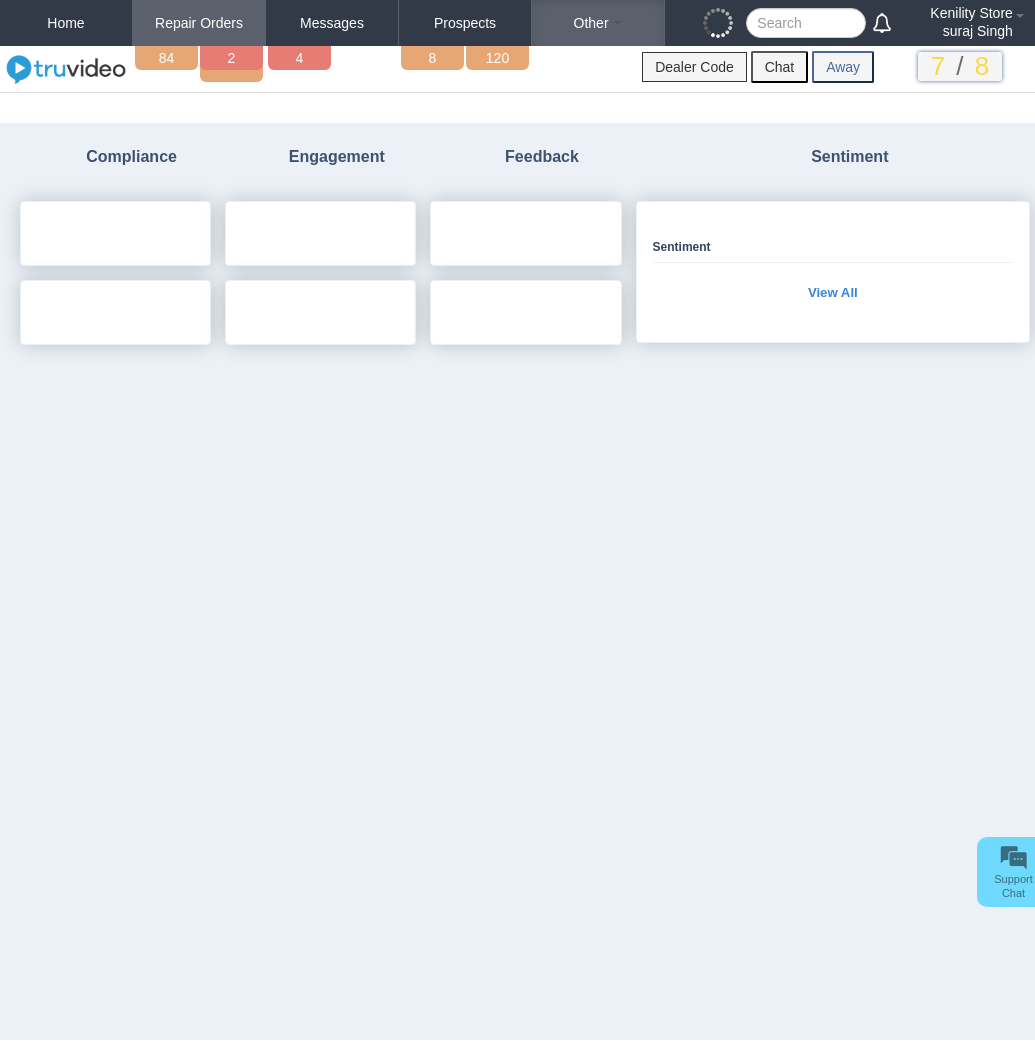 Home
Repair Orders
Messages
Prospects
Other
Search
Kenility Store
suraj Singh
truvideo
84
2
4
8
120
Dealer Code
Chat
Away
7 / 8
Compliance
Engagement
Feedback
Sentiment
Sentiment
View All
Support
Chat